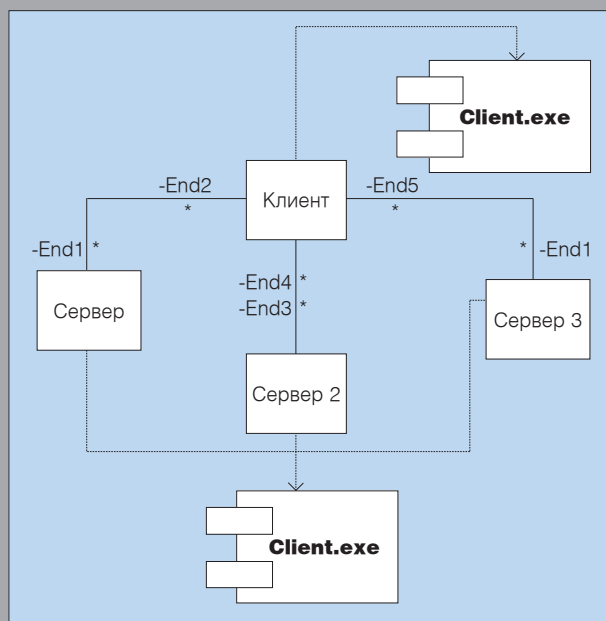 Client.exe
-End2
*
Клиент
-End5
*
-End1 *
* -End1
Сервер
-End4 *
-End3 *
Сервер 3
Сервер 2
Client.exe